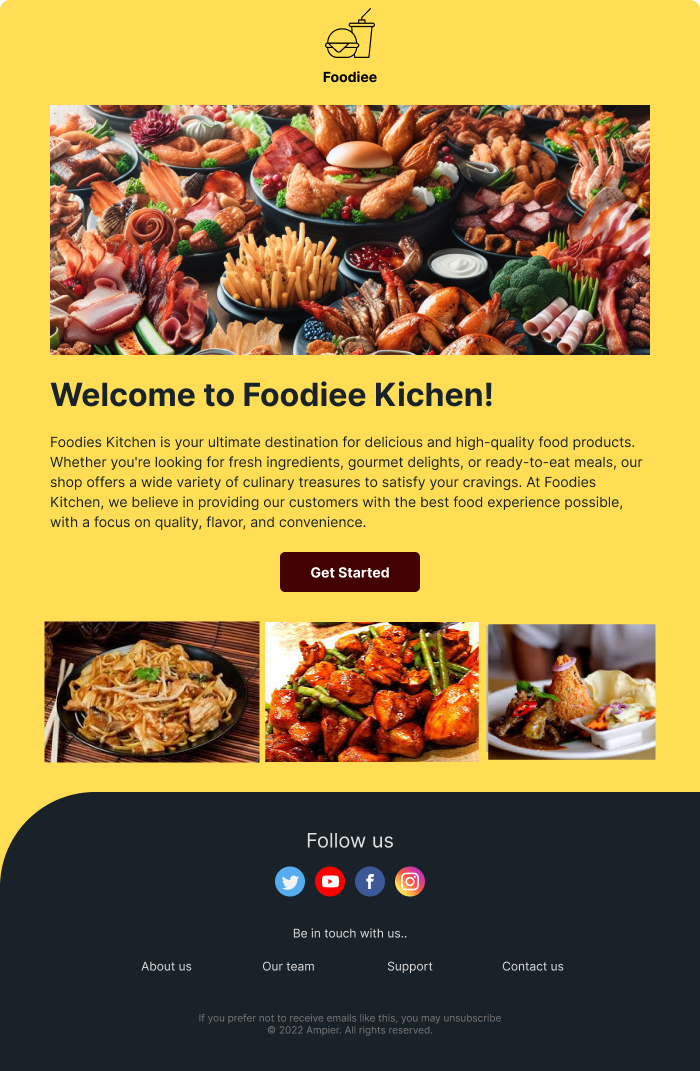 Foodiee
Welcome to Foodiee Kichen!
Foodies Kitchen is your ultimate destination for delicious and high-quality food products.
Whether you're looking for fresh ingredients, gourmet delights, or ready-to-eat meals, our
shop offers a wide variety of culinary treasures to satisfy your cravings. At Foodies
Kitchen, we believe in providing our customers with the best food experience possible,
with a focus on quality, flavor, and convenience.
Get Started
Follow us
Be in touch with us..
About us Our team Support Contact us
If you prefer not to receive emails like this, you may unsubscribe
© 2022 Ampier. All rights reserved.